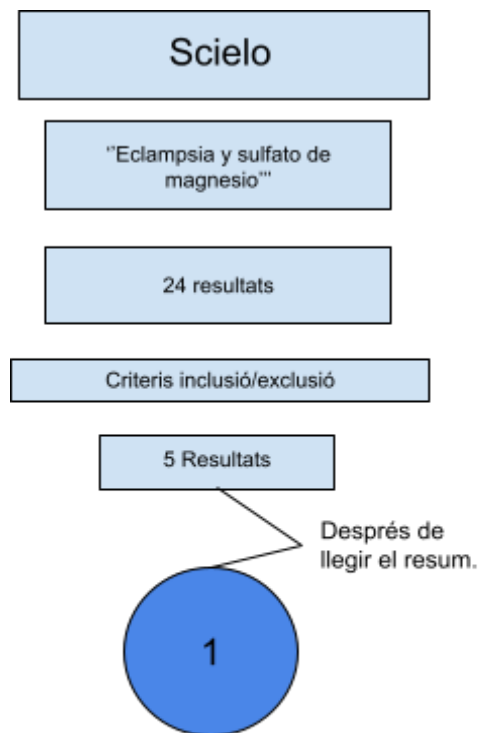 Scielo
"Eclampsia y sulfato de
magnesio"'
24 resultats
Criteris inclusió/exclusió
5 Resultats
Després de
llegir el resum.
1